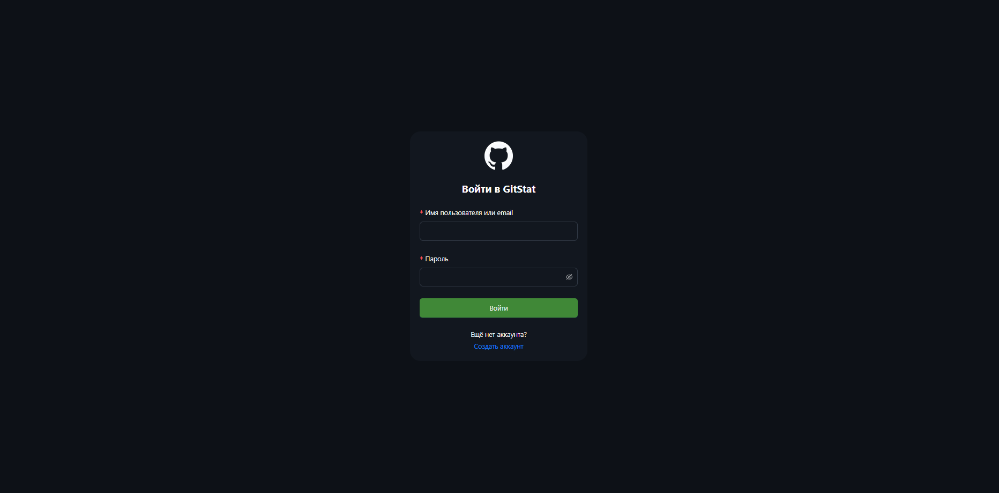 Войти в GitStat
* Имя пользователя или email
* Пароль
Войти
Ещё нет аккаунта?
Создать аккаунт